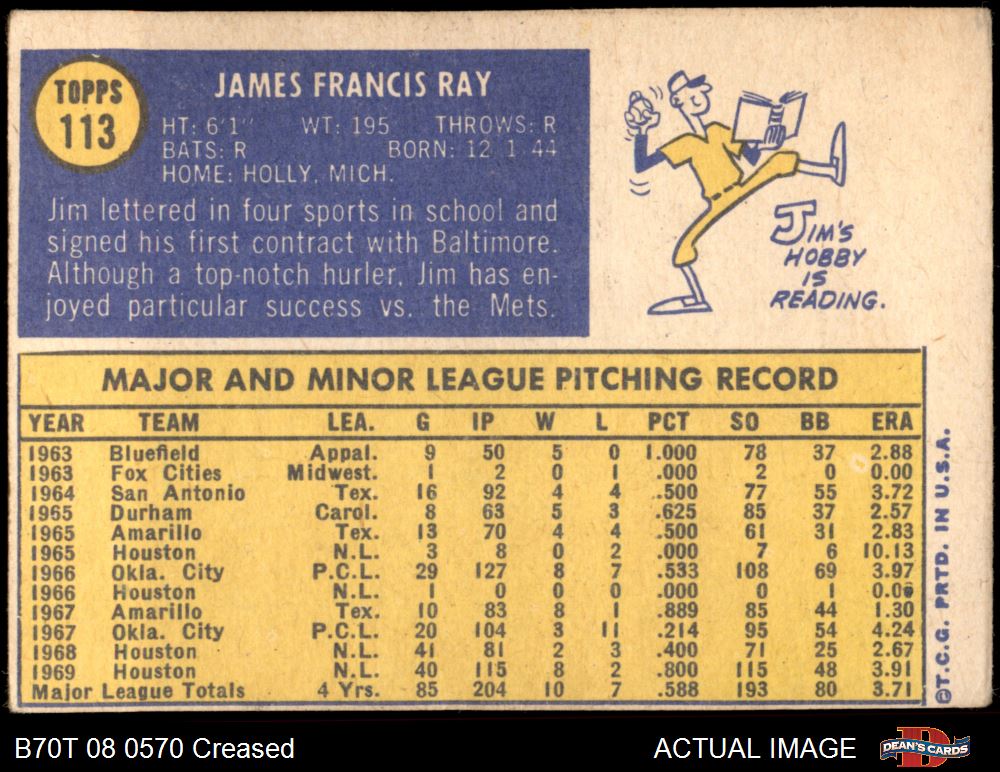 TOPPS
113
JAMES FRANCIS RAY
HT: 6'1" WT: 195 THROWS: R
BATS: R BORN: 12 1 44
HOME: HOLLY, MICH.
Jim lettered in four sports in school and
signed his first contract with Baltimore.
Although a top-notch hurler, Jim has en-
joyed particular success vs. the Mets.
JIM'S
HOBBY
IS
READING.
MAJOR AND MINOR LEAGUE PITCHING RECORD
YEAR TEAM LEA. G IP W L PCT SO BB ERA
1963 Bluefield Appal. 9 50 5 0 1.000 78 37 2.88
1963 Fox Cities Midwest. 1 2 0 1 .000 2 0 0.00
1964 San Antonio Tex. 16 92 4 4 .500 77 55 3.72
1965 Durham Carol. 8 63 5 3 .625 85 37 2.57
1965 Amarillo Tex. 13 70 4 4 .500 61 31 2.83
1965 Houston N.L. 3 8 0 2 .000 7 6 10.13
1966 Okla. City P.C.L. 29 127 8 7 .533 108 69 3.97
1966 Houston N.L. 1 0 0 0 .000 0 1 0.00
1967 Amarillo Tex. 10 83 8 1 .889 85 44 1.30
1967 Okla. City P.C.L. 20 104 3 11 .214 95 54 4.24
1968 Houston N.L. 41 81 2 3 .400 71 25 2.67
1969 Houston N.L. 40 115 8 2 .800 115 48 3.91
Major League Totals 4 Yrs. 85 204 10 7 .588 193 80 3.71
©T.C.G. PRTD. IN U.S.A.
B70T 08 0570 Creased
ACTUAL IMAGE
DEAN'S CARDS